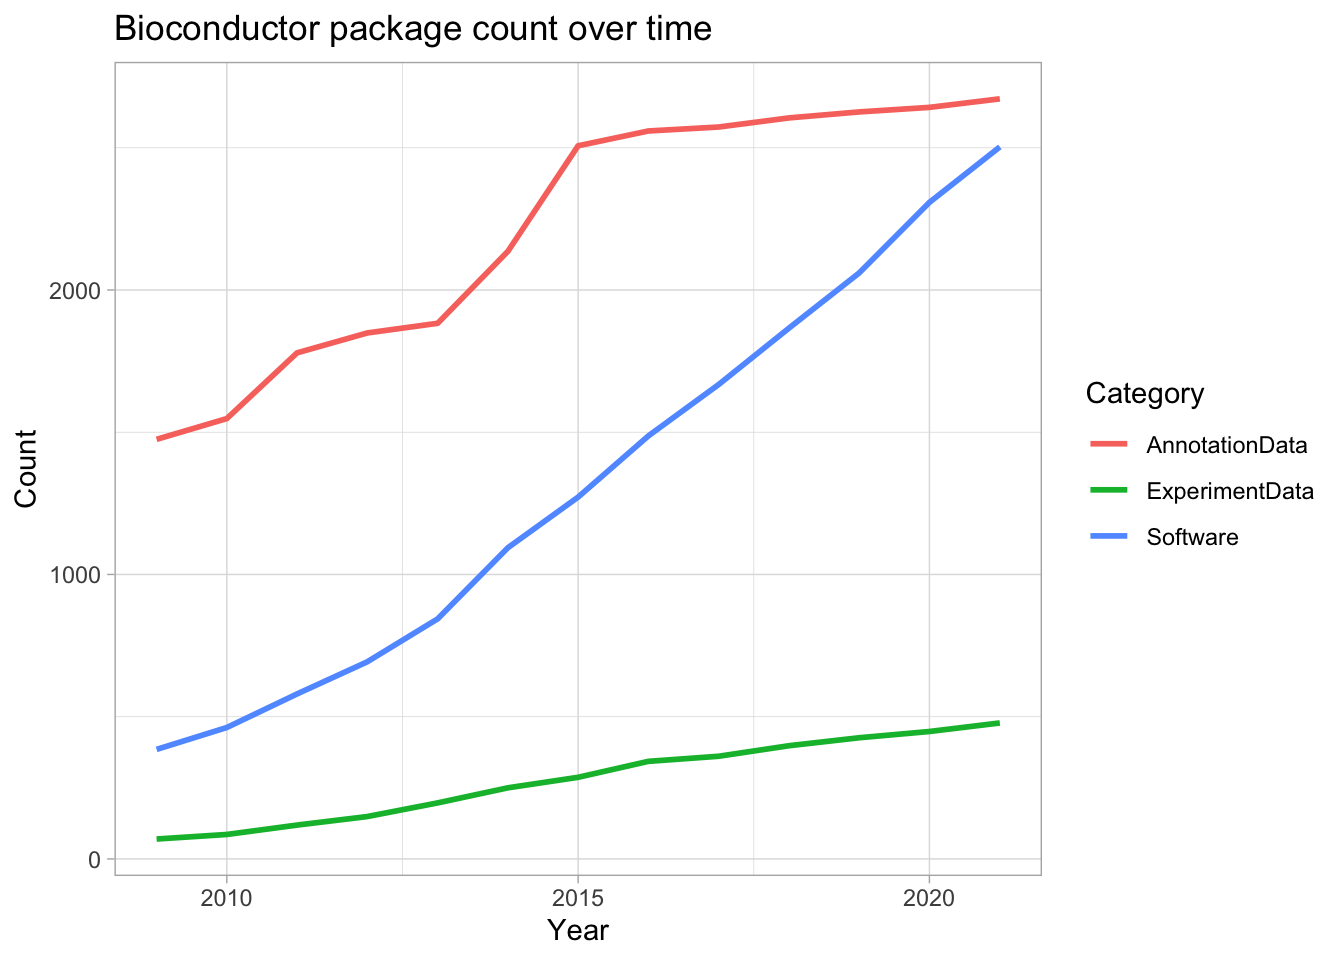 Bioconductor package count over time
Count
2000
1000
0
2010 2015 2020
Year
Category
AnnotationData
ExperimentData
Software